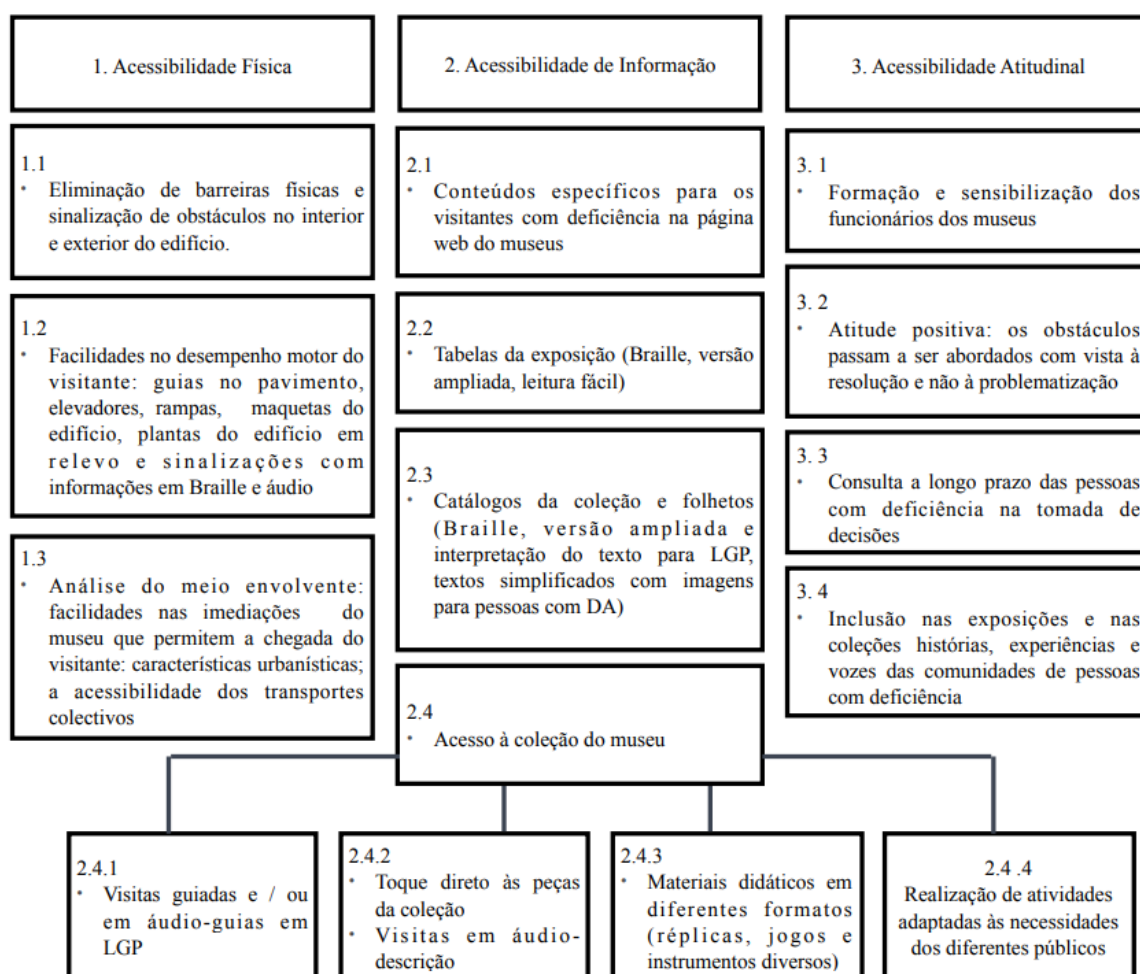 1. Acessibilidade Física
2. Acessibilidade de Informação
3. Acessibilidade Atitudinal
1.1
• Eliminação de barreiras físicas e
sinalização de obstáculos no interior
e exterior do edifício.
1.2
• Facilidades no desempenho motor do
visitante: guias no pavimento,
elevadores, rampas, maquetas do
edifício, plantas do edifício em
relevo e sinalizações com
informações em Braille e áudio
1.3
• Análise do meio envolvente:
facilidades nas imediações do
museu que permitem a chegada do
visitante: características urbanísticas;
a acessibilidade dos transportes
colectivos
2.1
• Conteúdos específicos para os
visitantes com deficiência na página
web do museus
2.2
• Tabelas da exposição (Braille, versão
ampliada, leitura fácil)
2.3
• Catálogos da coleção e folhetos
(Braille, versão ampliada e
interpretação do texto para LGP,
textos simplificados com imagens
para pessoas com DA)
2.4
• Acesso à coleção do museu
3. 1
• Formação e sensibilização dos
funcionários dos museus
3. 2
• Atitude positiva: os obstáculos
passam a ser abordados com vista à
resolução e não à problematização
3. 3
• Consulta a longo prazo das pessoas
com deficiência na tomada de
decisões
3. 4
• Inclusão nas exposições e nas
coleções histórias, experiências e
vozes das comunidades de pessoas
com deficiência
2.4.1
• Visitas guiadas e / ou
em áudio-guias em
LGP
2.4.2
• Toque direto às peças
da coleção
• Visitas em áudio-
descrição
2.4.3
• Materiais didáticos em
diferentes formatos
(réplicas, jogos e
instrumentos diversos)
2.4 .4
Realização de atividades
adaptadas às necessidades
dos diferentes públicos